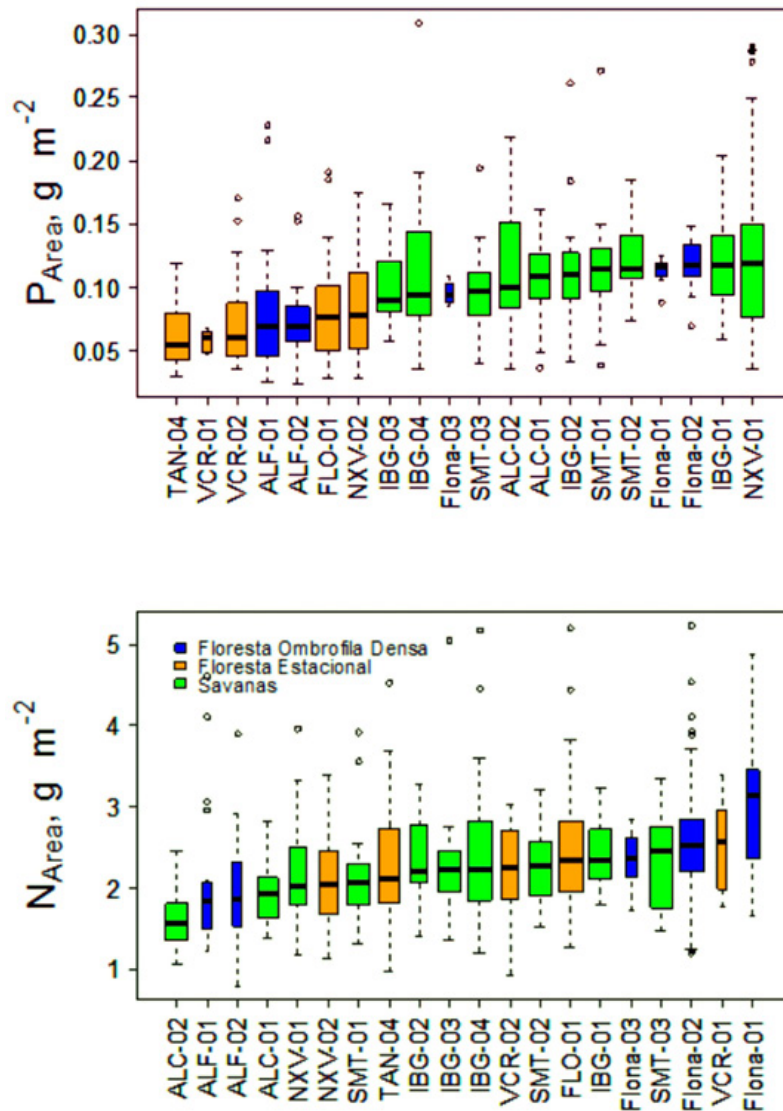 P Area, g m-2
0.30
0.25
0.20
0.15
0.10
0.05
TAN-04
VCR-01
VCR-02
ALF-01
ALF-02
FLO-01
NXV-02
IBG-03
IBG-04
Flona-03
SMT-03
ALC-02
ALC-01
IBG-02
SMT-01
SMT-02
Flona-01
Flona-02
IBG-01
NXV-01
N Area, g m-2
5
4
3
2
1
Floresta Ombrofila Densa
Floresta Estacional
Savanas
ALC-02
ALF-01
ALF-02
ALC-01
NXV-01
NXV-02
SMT-01
TAN-04
IBG-02
IBG-03
IBG-04
VCR-02
SMT-02
FLO-01
IBG-01
Flona-03
SMT-03
Flona-02
VCR-01
Flona-01